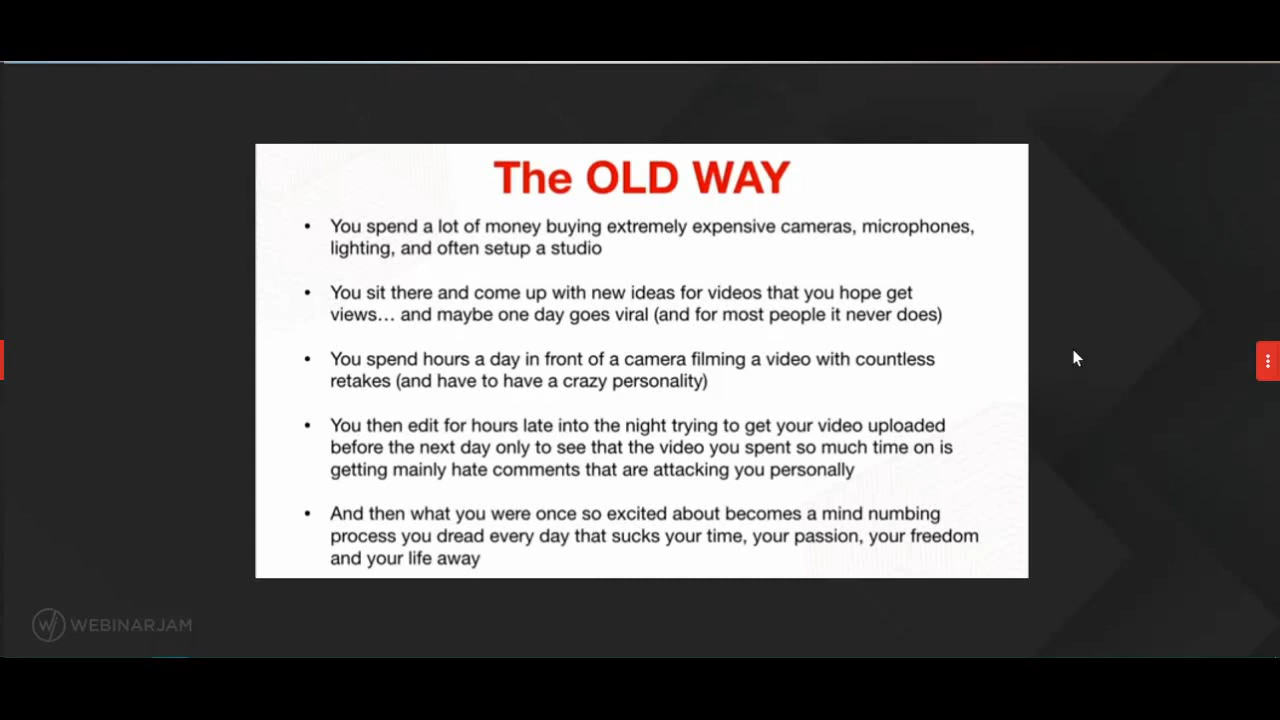 The OLD WAY
• You spend a lot of money buying extremely expensive cameras, microphones,
lighting, and often setup a studio
• You sit there and come up with new ideas for videos that you hope get
views… and maybe one day goes viral (and for most people it never does)
• You spend hours a day in front of a camera filming a video with countless
retakes (and have to have a crazy personality)
• You then edit for hours late into the night trying to get your video uploaded
before the next day only to see that the video you spent so much time on is
getting mainly hate comments that are attacking you personally
• And then what you were once so excited about becomes a mind numbing
process you dread every day that sucks your time, your passion, your freedom
and your life away
WEBINARJAM